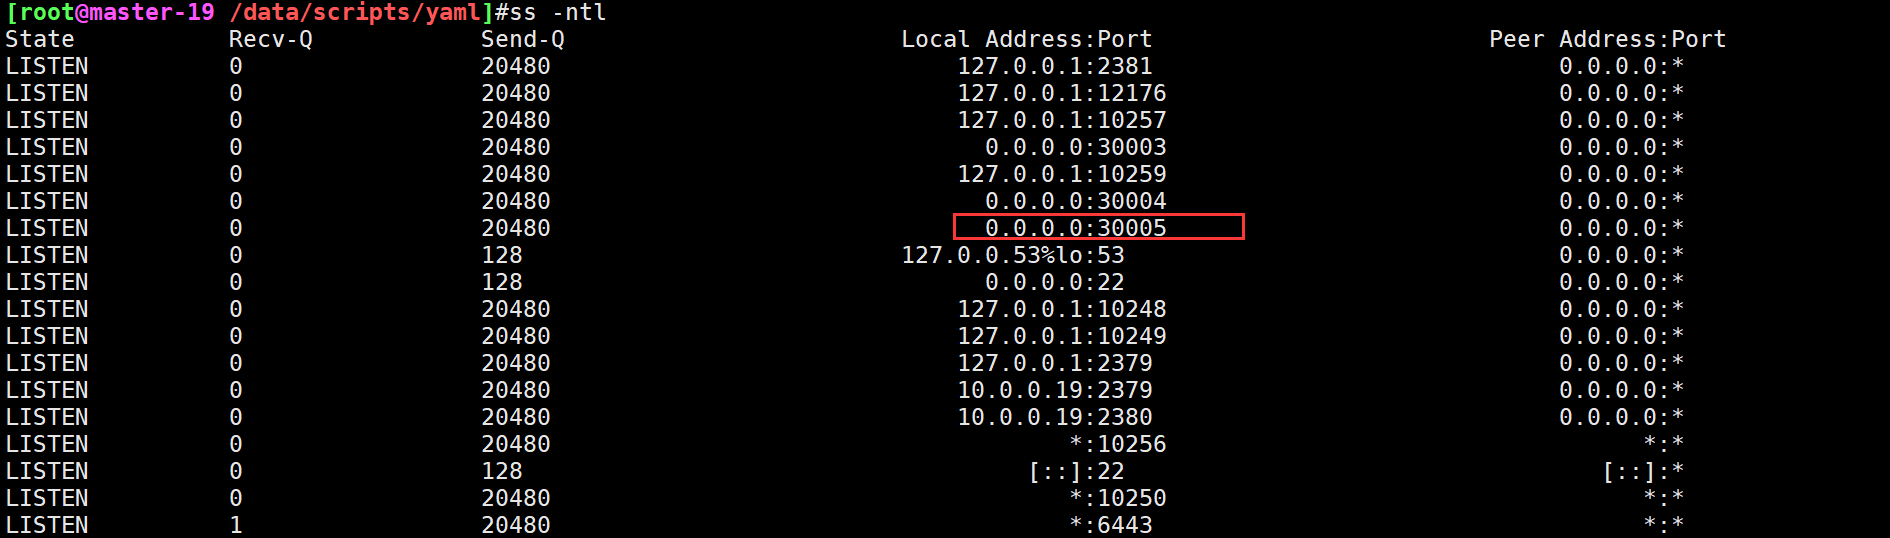 [root@master-19 /data/scripts/yaml]#ss -ntl
State Recv-Q Send-Q Local Address:Port Peer Address:Port
LISTEN 0 20480 127.0.0.1:2381 0.0.0.0:*
LISTEN 0 20480 127.0.0.1:12176 0.0.0.0:*
LISTEN 0 20480 127.0.0.1:10257 0.0.0.0:*
LISTEN 0 20480 0.0.0.0:30003 0.0.0.0:*
LISTEN 0 20480 127.0.0.1:10259 0.0.0.0:*
LISTEN 0 20480 0.0.0.0:30004 0.0.0.0:*
LISTEN 0 20480 0.0.0.0:30005 0.0.0.0:*
LISTEN 0 128 127.0.0.53%lo:53 0.0.0.0:*
LISTEN 0 128 0.0.0.0:22 0.0.0.0:*
LISTEN 0 20480 127.0.0.1:10248 0.0.0.0:*
LISTEN 0 20480 127.0.0.1:10249 0.0.0.0:*
LISTEN 0 20480 127.0.0.1:2379 0.0.0.0:*
LISTEN 0 20480 10.0.0.19:2379 0.0.0.0:*
LISTEN 0 20480 10.0.0.19:2380 0.0.0.0:*
LISTEN 0 20480 *:10256 *:*
LISTEN 0 128 [::]:22 [::]:*
LISTEN 0 20480 *:10250 *:*
LISTEN 1 20480 *:6443 *:*